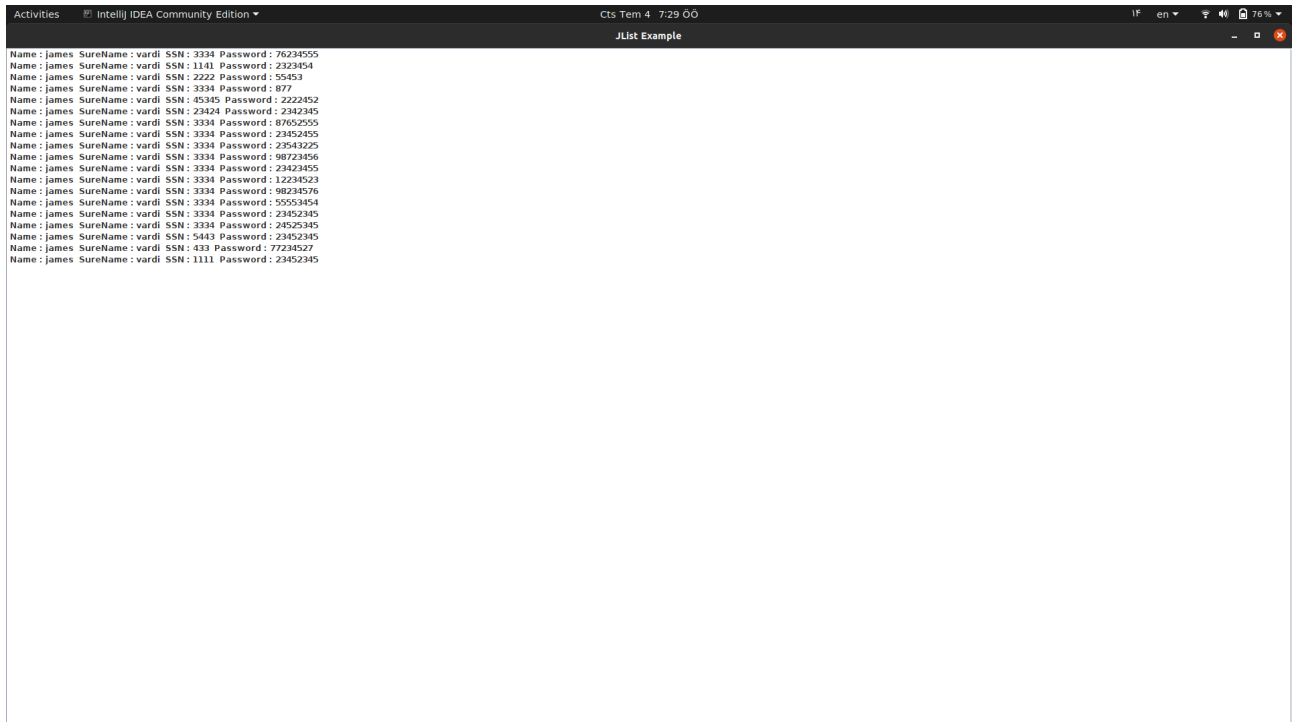 Activities IntelliJ IDEA Community Edition Cts Tem 4 7:29 ÖÖ ۱۴ en 76%
JList Example
Name : james SureName : vardi SSN : 3334 Password : 76234555
Name : james SureName : vardi SSN : 1141 Password : 2323454
Name : james SureName : vardi SSN : 2222 Password : 55453
Name : james SureName : vardi SSN : 3334 Password : 877
Name : james SureName : vardi SSN : 45345 Password : 2222452
Name : james SureName : vardi SSN : 23424 Password : 2342345
Name : james SureName : vardi SSN : 3334 Password : 87652555
Name : james SureName : vardi SSN : 3334 Password : 23452455
Name : james SureName : vardi SSN : 3334 Password : 23543225
Name : james SureName : vardi SSN : 3334 Password : 98723456
Name : james SureName : vardi SSN : 3334 Password : 23423455
Name : james SureName : vardi SSN : 3334 Password : 12234523
Name : james SureName : vardi SSN : 3334 Password : 98234576
Name : james SureName : vardi SSN : 3334 Password : 55553454
Name : james SureName : vardi SSN : 3334 Password : 23452345
Name : james SureName : vardi SSN : 3334 Password : 24525345
Name : james SureName : vardi SSN : 5443 Password : 23452345
Name : james SureName : vardi SSN : 433 Password : 77234527
Name : james SureName : vardi SSN : 1111 Password : 23452345